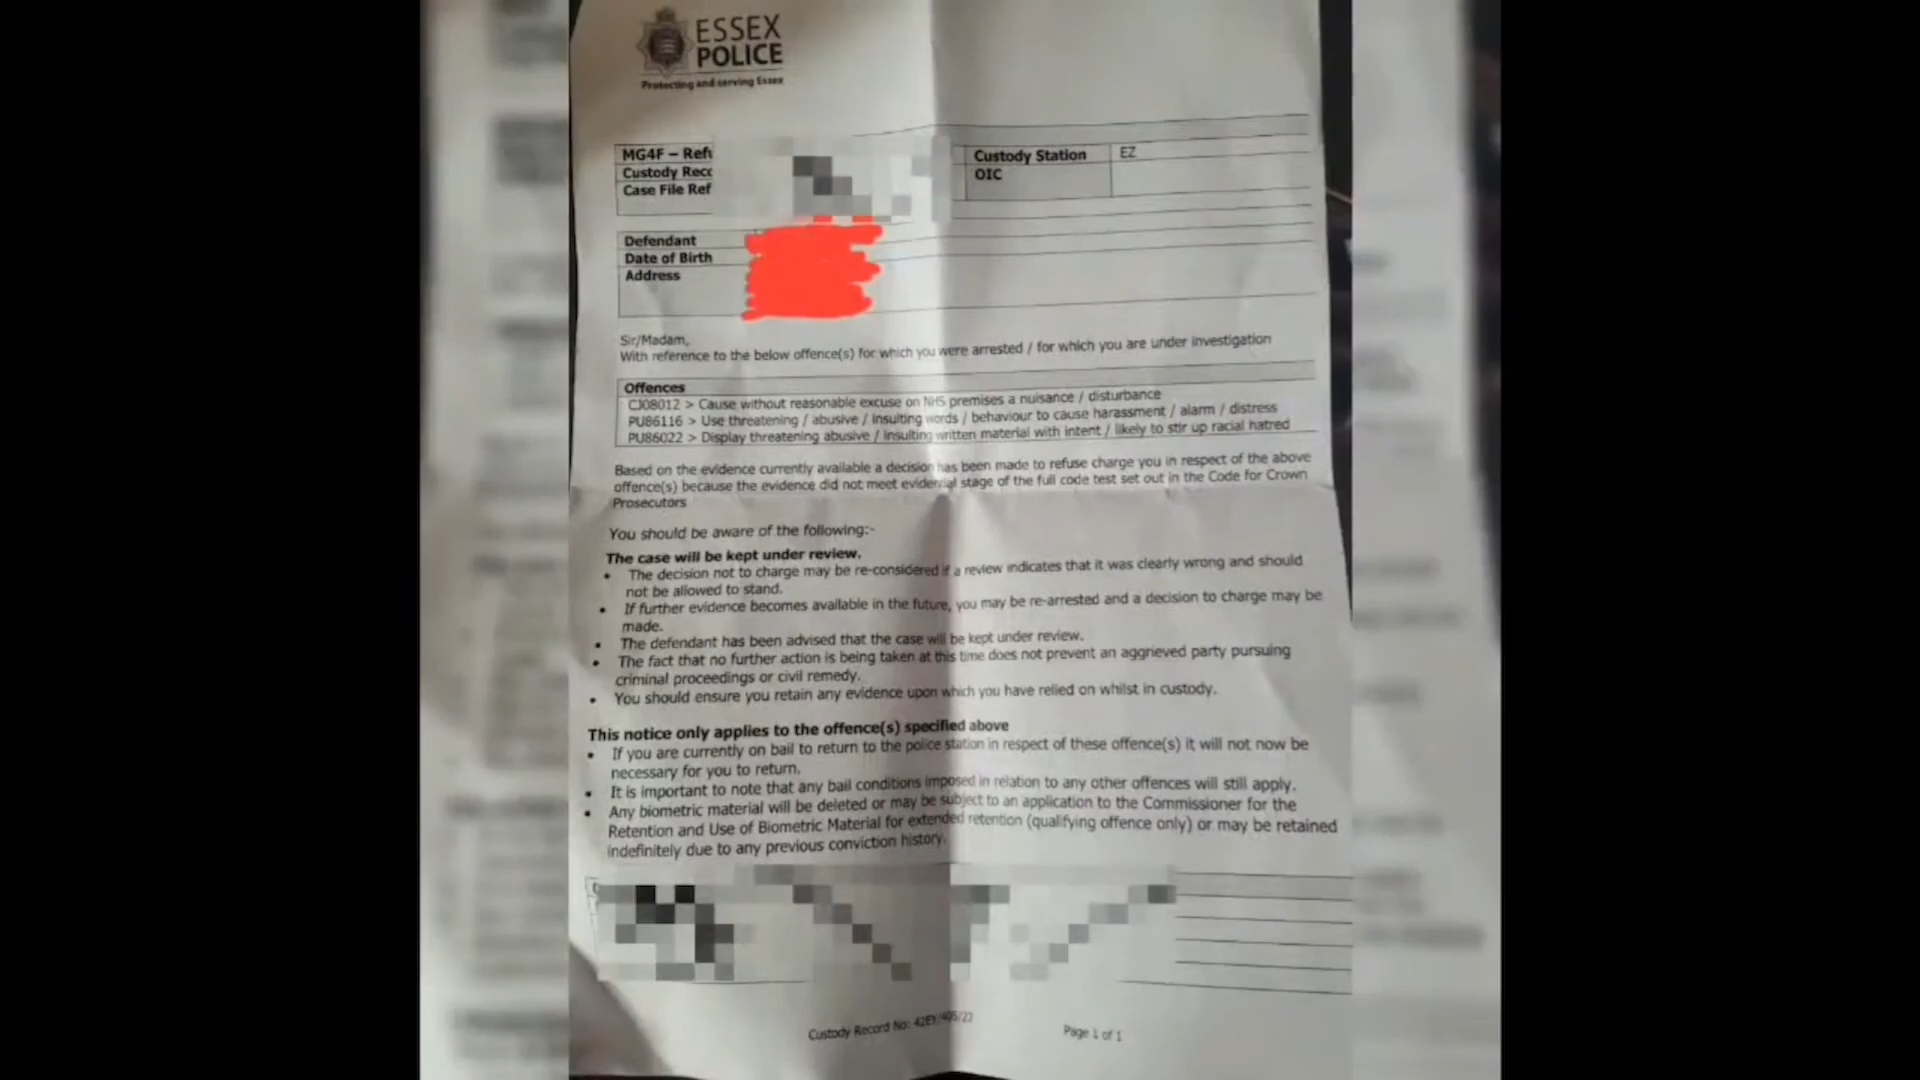 ESSEX
POLICE
Protecting and serving Essex
MG4F – Refu
Custody Reco
Case File Ref
Custody Station EZ
OIC
Defendant
Date of Birth
Address
Sir/Madam,
With reference to the below offence(s) for which you were arrested / for which you are under investigation
Offences
CJ08012 > Cause without reasonable excuse on NHS premises a nuisance / disturbance
PU86116 > Use threatening / abusive / insulting words / behaviour to cause harassment / alarm / distress
PU86022 > Display threatening abusive / insulting written material with intent / likely to stir up racial hatred
Based on the evidence currently available a decision has been made to refuse charge you in respect of the above
offence(s) because the evidence did not meet evidential stage of the full code test set out in the Code for Crown
Prosecutors
You should be aware of the following:-
The case will be kept under review.
• The decision not to charge may be re-considered if a review indicates that it was clearly wrong and should
not be allowed to stand.
• If further evidence becomes available in the future, you may be re-arrested and a decision to charge may be
made.
• The defendant has been advised that the case will be kept under review.
• The fact that no further action is being taken at this time does not prevent an aggrieved party pursuing
criminal proceedings or civil remedy.
• You should ensure you retain any evidence upon which you have relied on whilst in custody.
This notice only applies to the offence(s) specified above
• If you are currently on bail to return to the police station in respect of these offence(s) it will not now be
necessary for you to return.
• It is important to note that any bail conditions imposed in relation to any other offences will still apply.
• Any biometric material will be deleted or may be subject to an application to the Commissioner for the
Retention and Use of Biometric Material for extended retention (qualifying offence only) or may be retained
indefinitely due to any previous conviction history.
Custody Record No: 42EY/405/22
Page 1 of 1